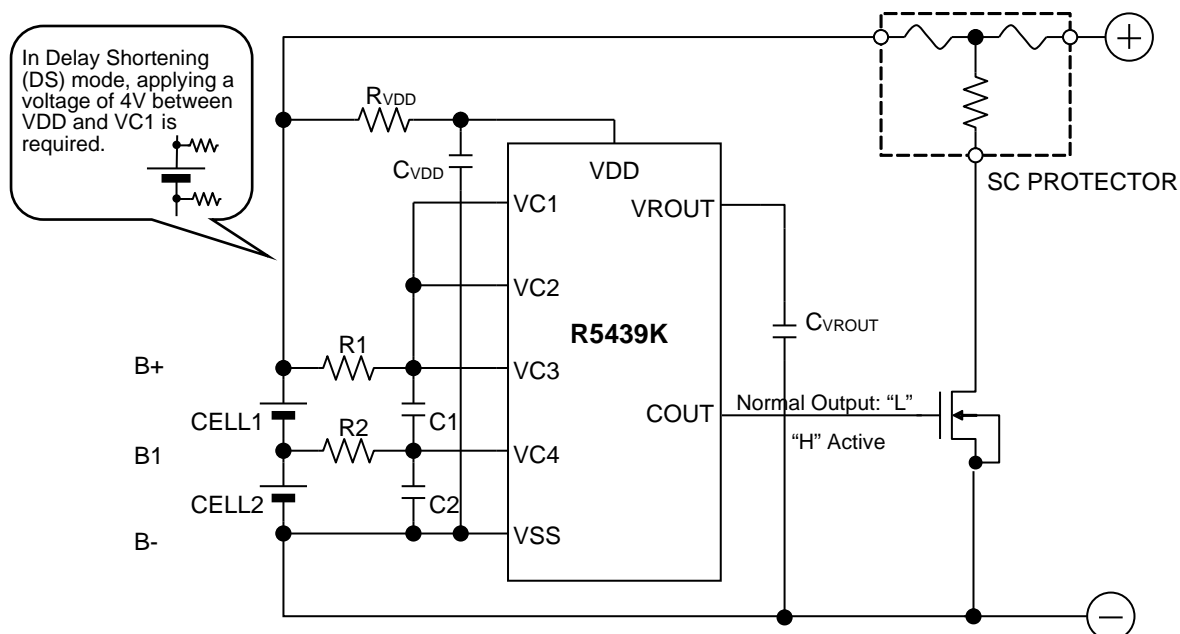 In Delay Shortening
(DS) mode, applying a
voltage of 4V between
VDD and VC1 is
required.
RVDD
CVDD
VDD
SC PROTECTOR
VC1
VROUT
VC2
R5439K
CVROUT
B+
R1
VC3
CELL1
C1
COUT
Normal Output: “L”
“H” Active
B1
R2
VC4
CELL2
C2
B-
VSS
+
−